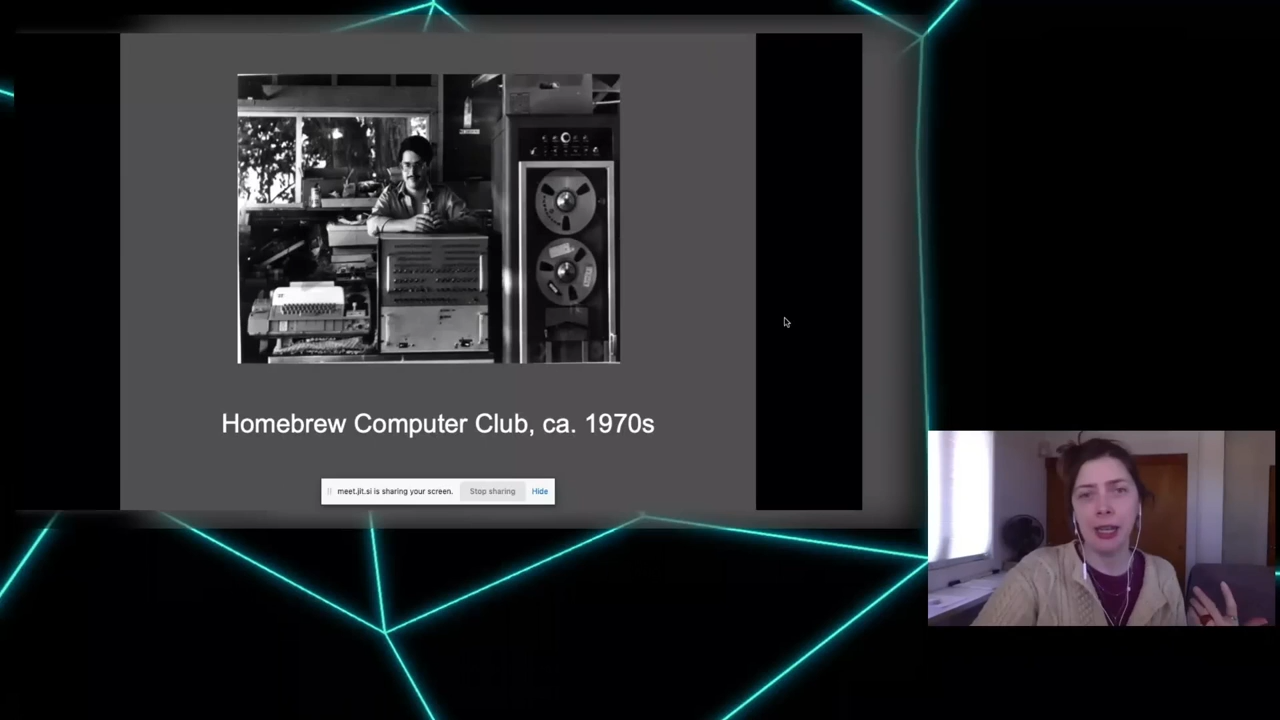 Homebrew Computer Club, ca. 1970s
meet.jit.si is sharing your screen. Stop sharing Hide